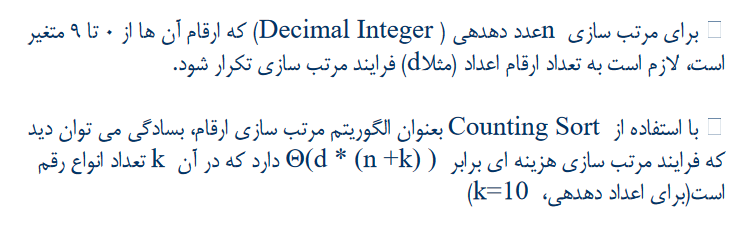 برای مرتب سازی nعدد دهدهی ( Decimal Integer) که ارقام آن ها از ۰ تا ۹ متغیر
است، لازم است به تعداد ارقام اعداد (مثلاd) فرایند مرتب سازی تکرار شود.
با استفاده از Counting Sort بعنوان الگوریتم مرتب سازی ارقام، بسادگی می توان دید
که فرایند مرتب سازی هزینه ای برابر Θ(d * (n +k) ) دارد که در آن k تعداد انواع رقم
است(برای اعداد دهدهی، k=10)